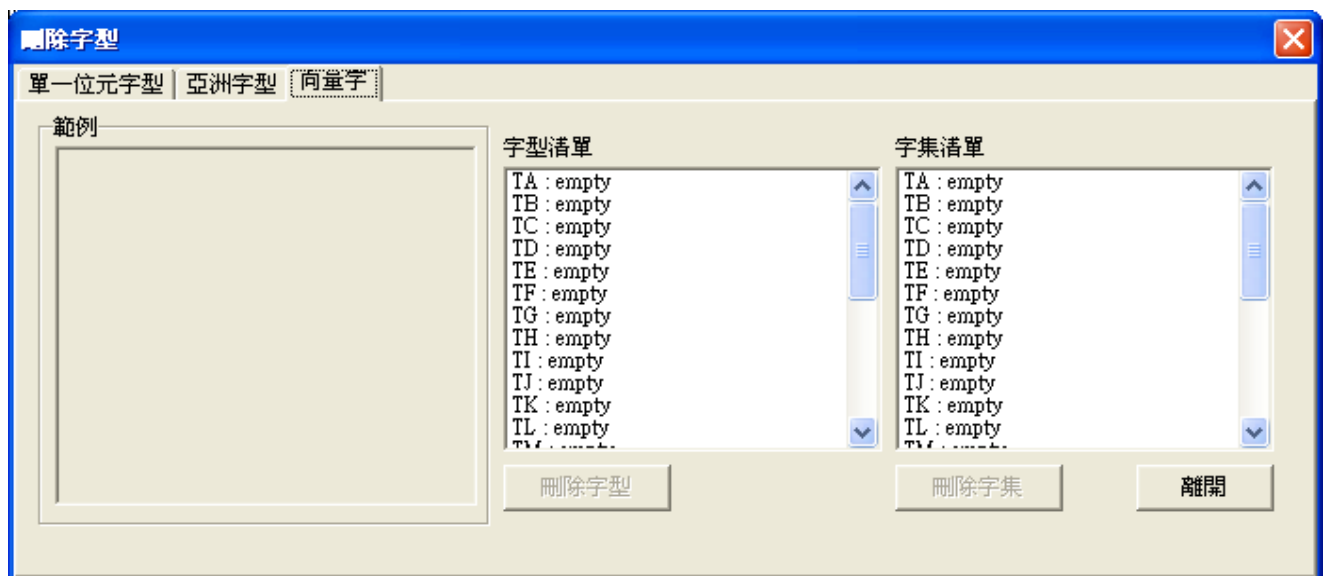 刪除字型
單一位元字型 亞洲字型 向量字
範例
字型清單
TA : empty
TB : empty
TC : empty
TD : empty
TE : empty
TF : empty
TG : empty
TH : empty
TI : empty
TJ : empty
TK : empty
TL : empty
字集清單
TA : empty
TB : empty
TC : empty
TD : empty
TE : empty
TF : empty
TG : empty
TH : empty
TI : empty
TJ : empty
TK : empty
TL : empty
刪除字型
刪除字集
離開